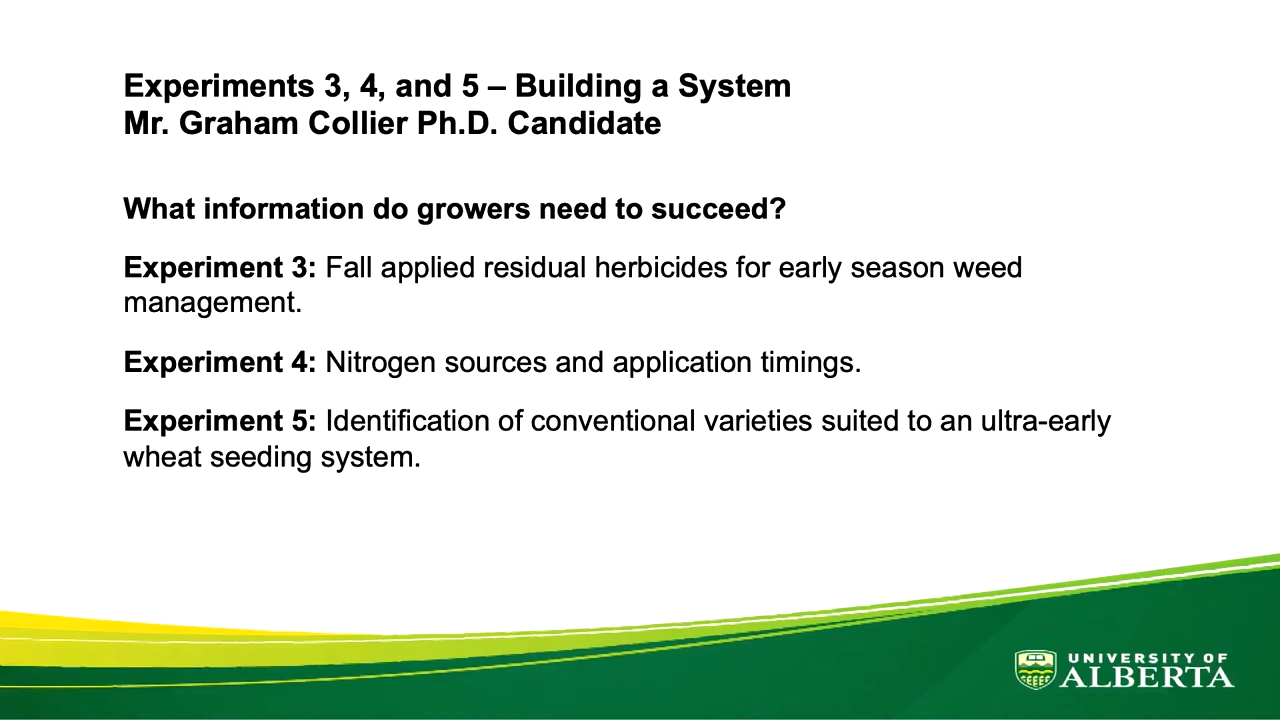 Experiments 3, 4, and 5 – Building a System
Mr. Graham Collier Ph.D. Candidate
What information do growers need to succeed?
Experiment 3: Fall applied residual herbicides for early season weed
management.
Experiment 4: Nitrogen sources and application timings.
Experiment 5: Identification of conventional varieties suited to an ultra-early
wheat seeding system.
UNIVERSITY OF
ALBERTA